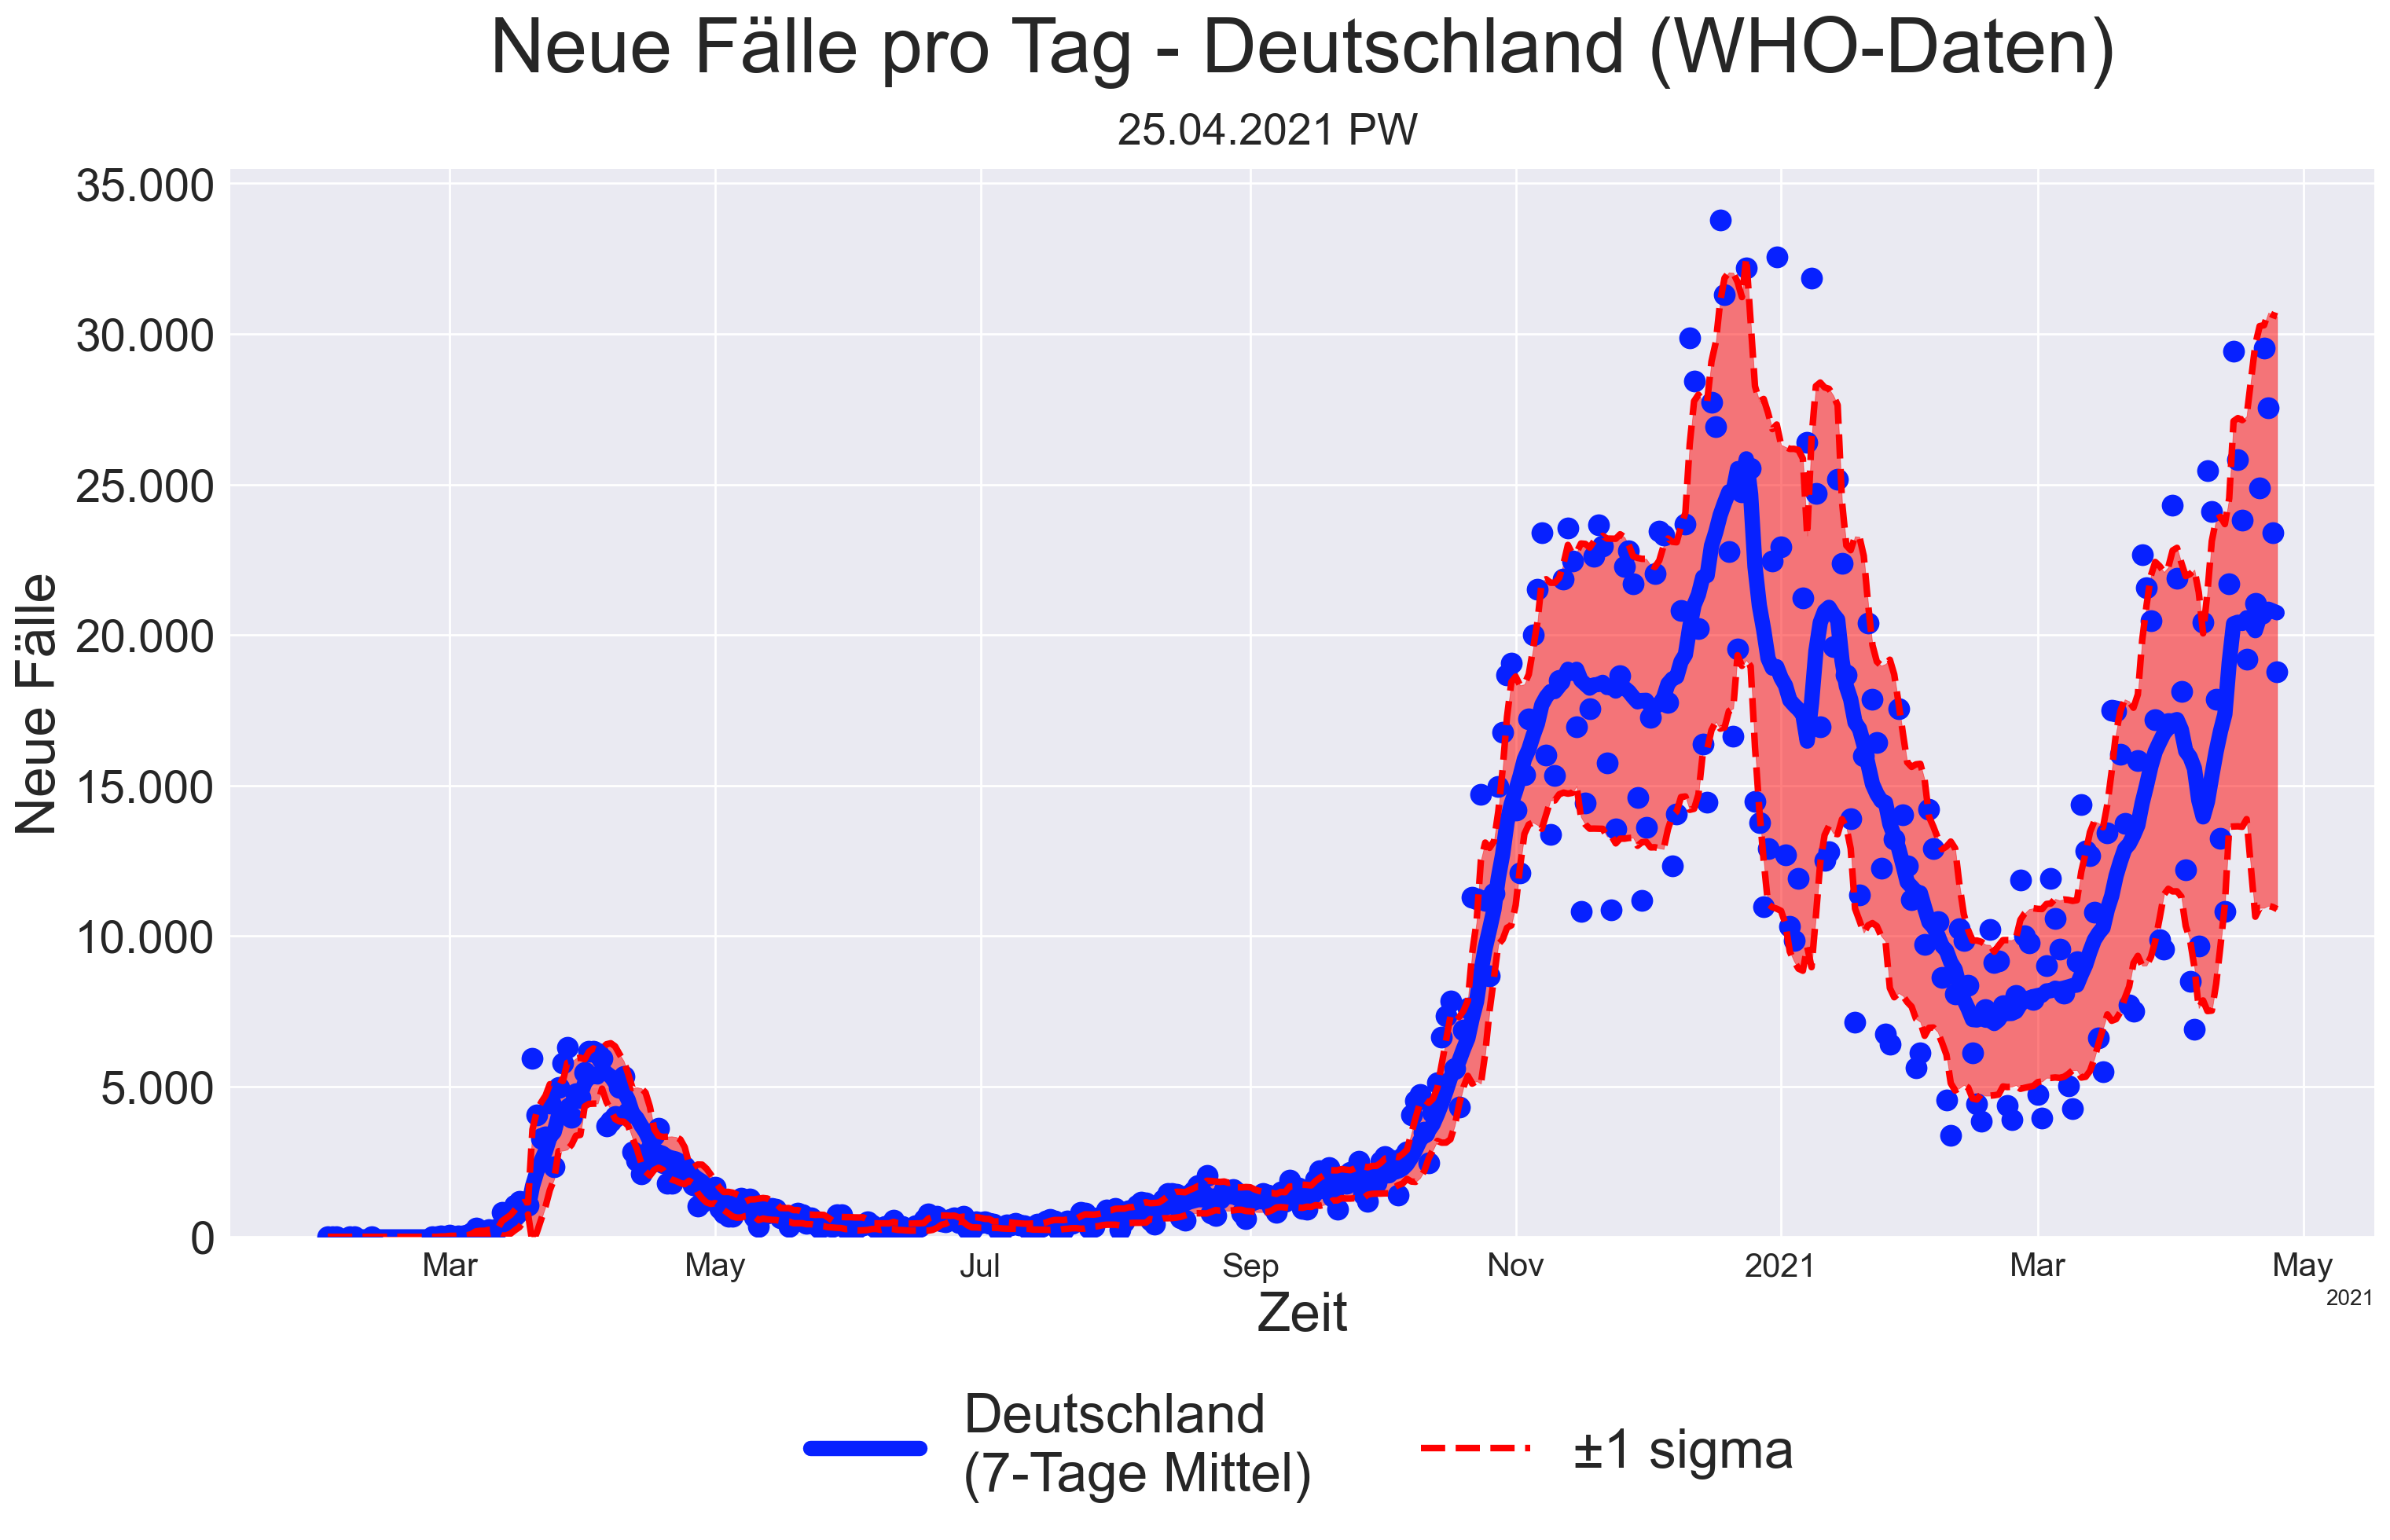 Neue Fälle pro Tag - Deutschland (WHO-Daten)
25.04.2021 PW
35.000
30.000
25.000
20.000
15.000
10.000
5.000
0
Neue Fälle
Mar May Jul Sep Nov 2021 Mar May
2021
Zeit
Deutschland
(7-Tage Mittel)
±1 sigma